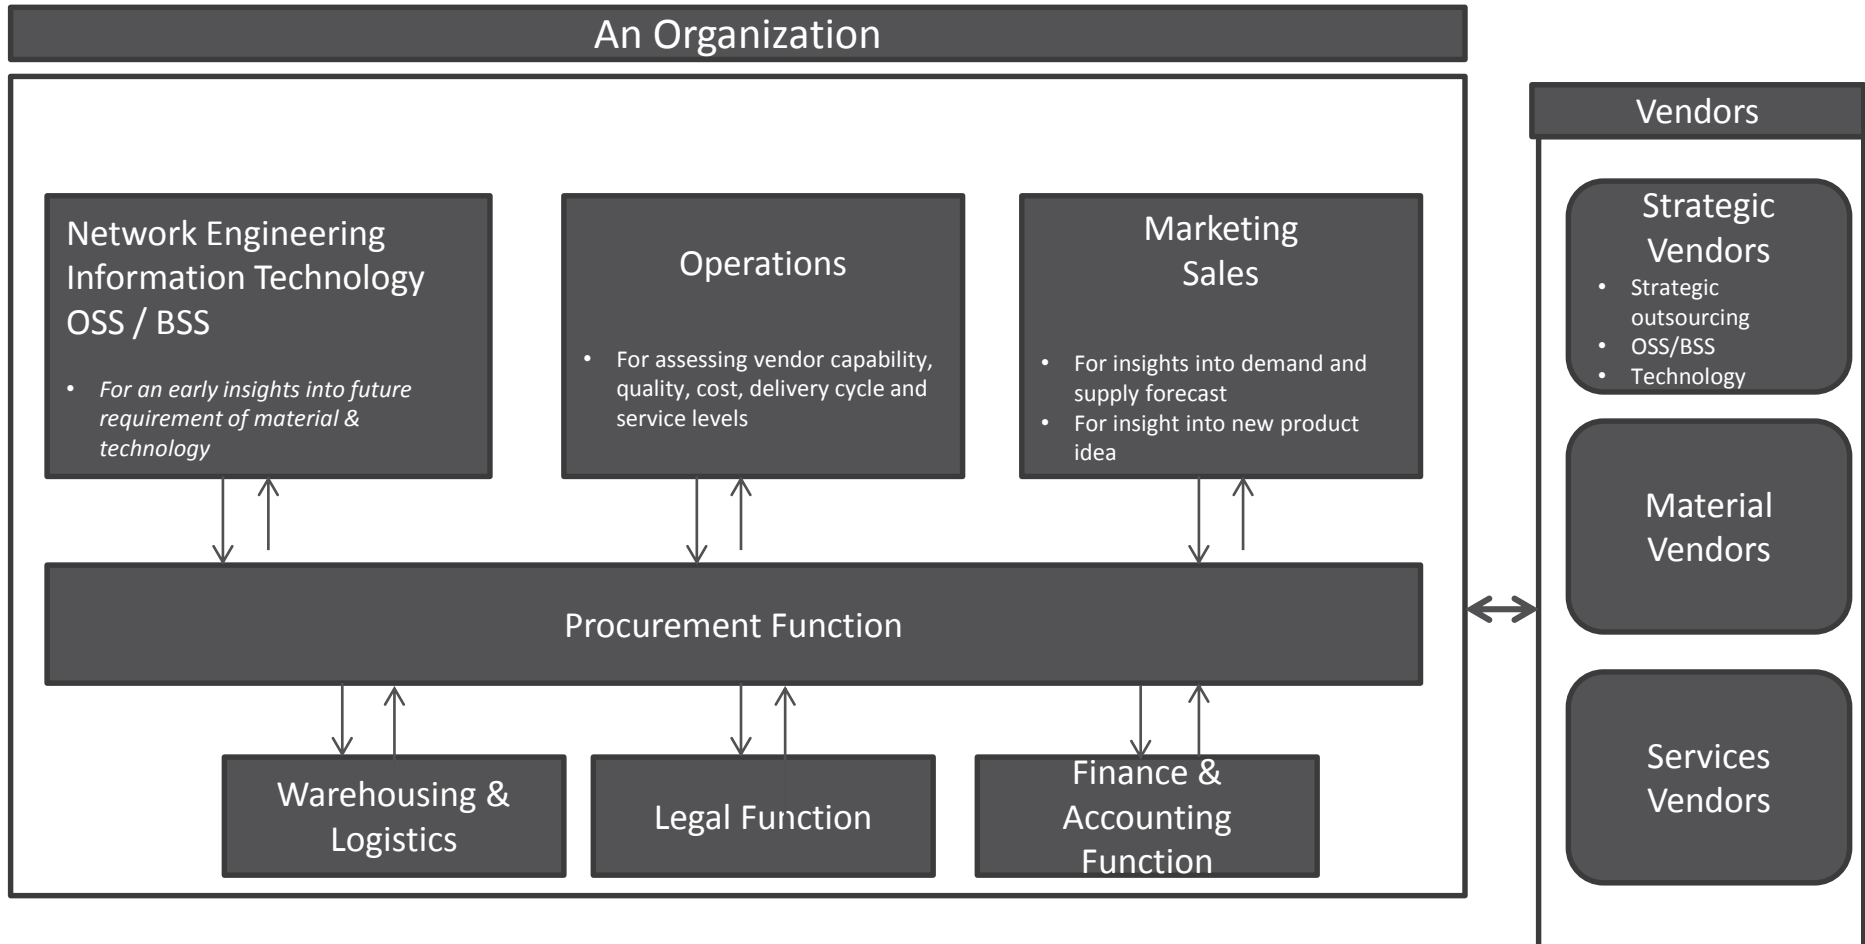 An Organization
Vendors
Network Engineering
Information Technology
OSS / BSS
• For an early insights into future
requirement of material &
technology
Operations
• For assessing vendor capability,
quality, cost, delivery cycle and
service levels
Marketing
Sales
• For insights into demand and
supply forecast
• For insight into new product
idea
Procurement Function
Warehousing &
Logistics
Legal Function
Finance &
Accounting
Function
Strategic
Vendors
• Strategic
outsourcing
• OSS/BSS
• Technology
Material
Vendors
Services
Vendors